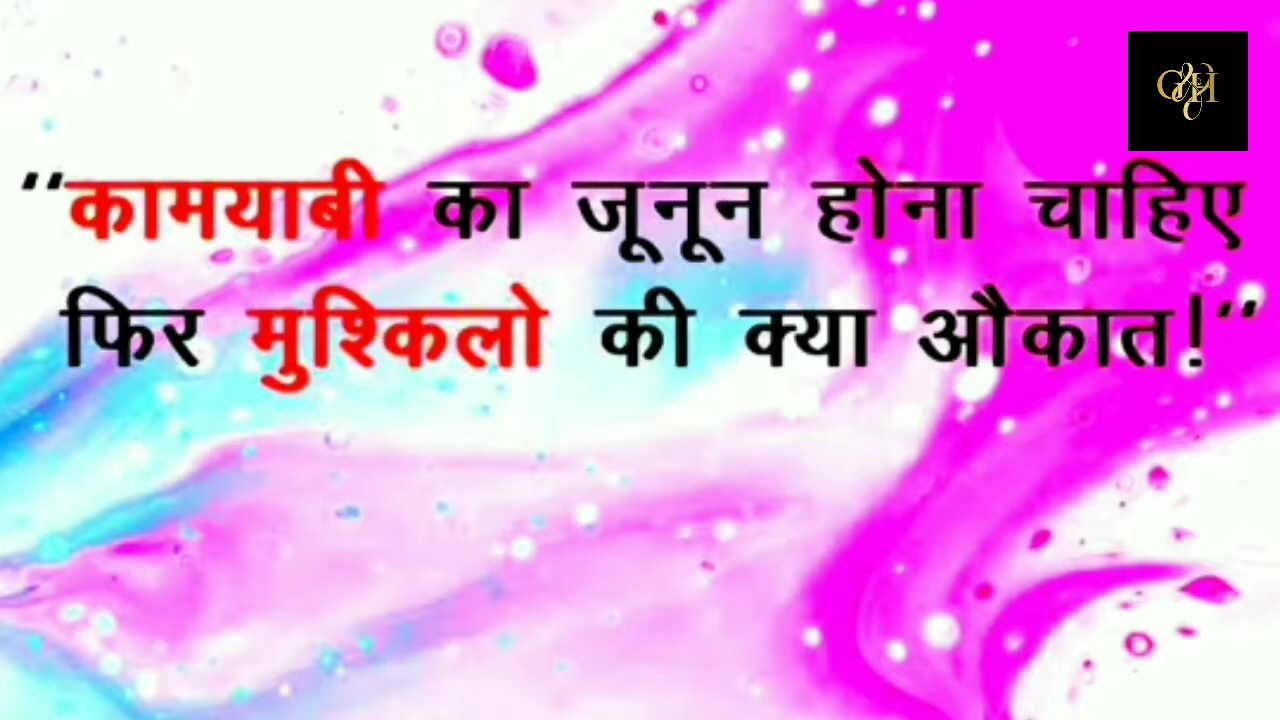 "कामयाबी का जूनून होना चाहिए
फिर मुश्किलो की क्या औकात!"